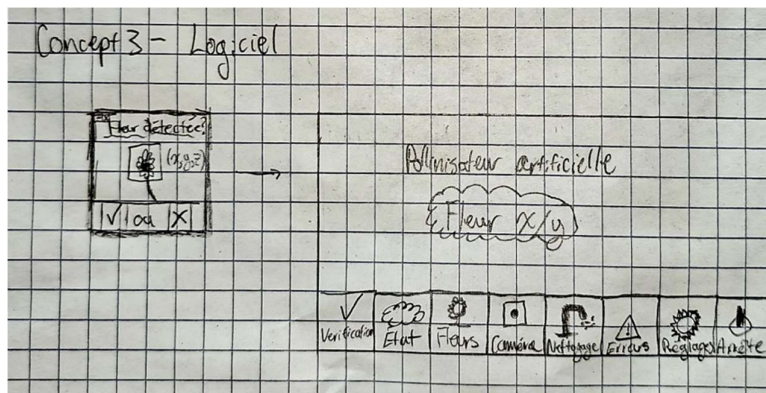 Concept 3 - Logiciel
Fleur détectée?
(x,y,z)
✓ ou X
Pollinisateur artificielle
Fleur x/y
Vérification État Fleurs Caméra Nettoyage Erreurs Réglages Arrête